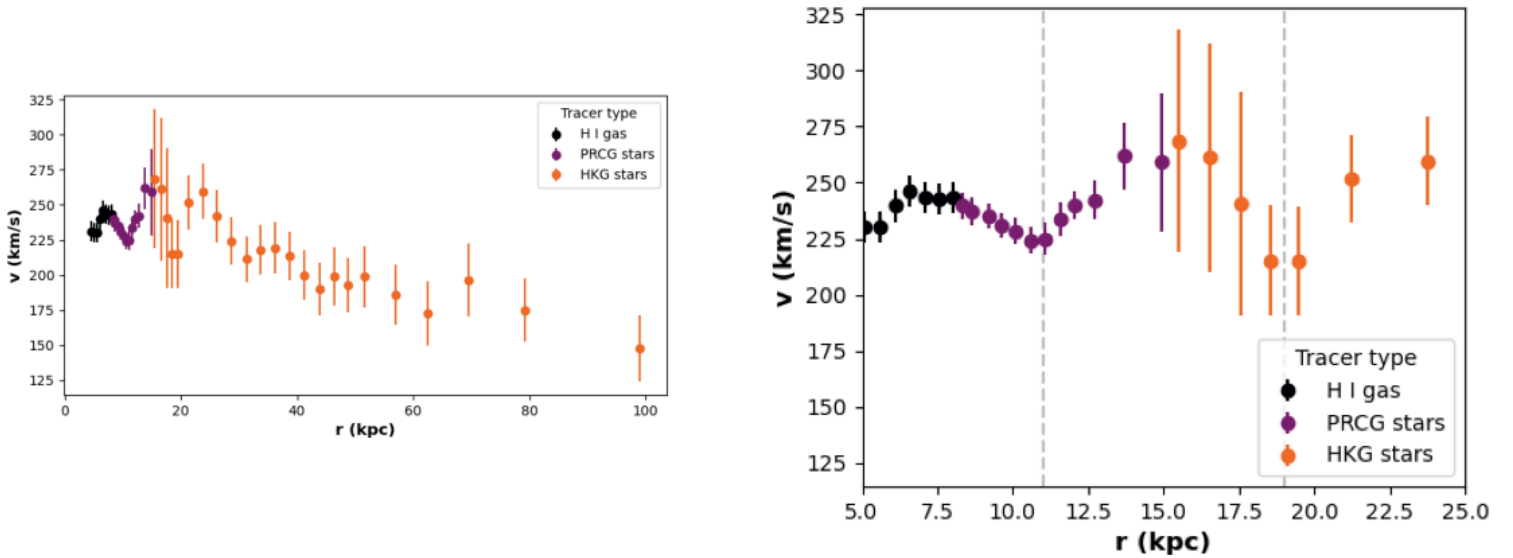 325
300
275
250
225
200
175
150
125
v (km/s)
0 20 40 60 80 100
r (kpc)
Tracer type
H I gas
PRCG stars
HKG stars
325
300
275
250
225
200
175
150
125
v (km/s)
5.0 7.5 10.0 12.5 15.0 17.5 20.0 22.5 25.0
r (kpc)
Tracer type
H I gas
PRCG stars
HKG stars